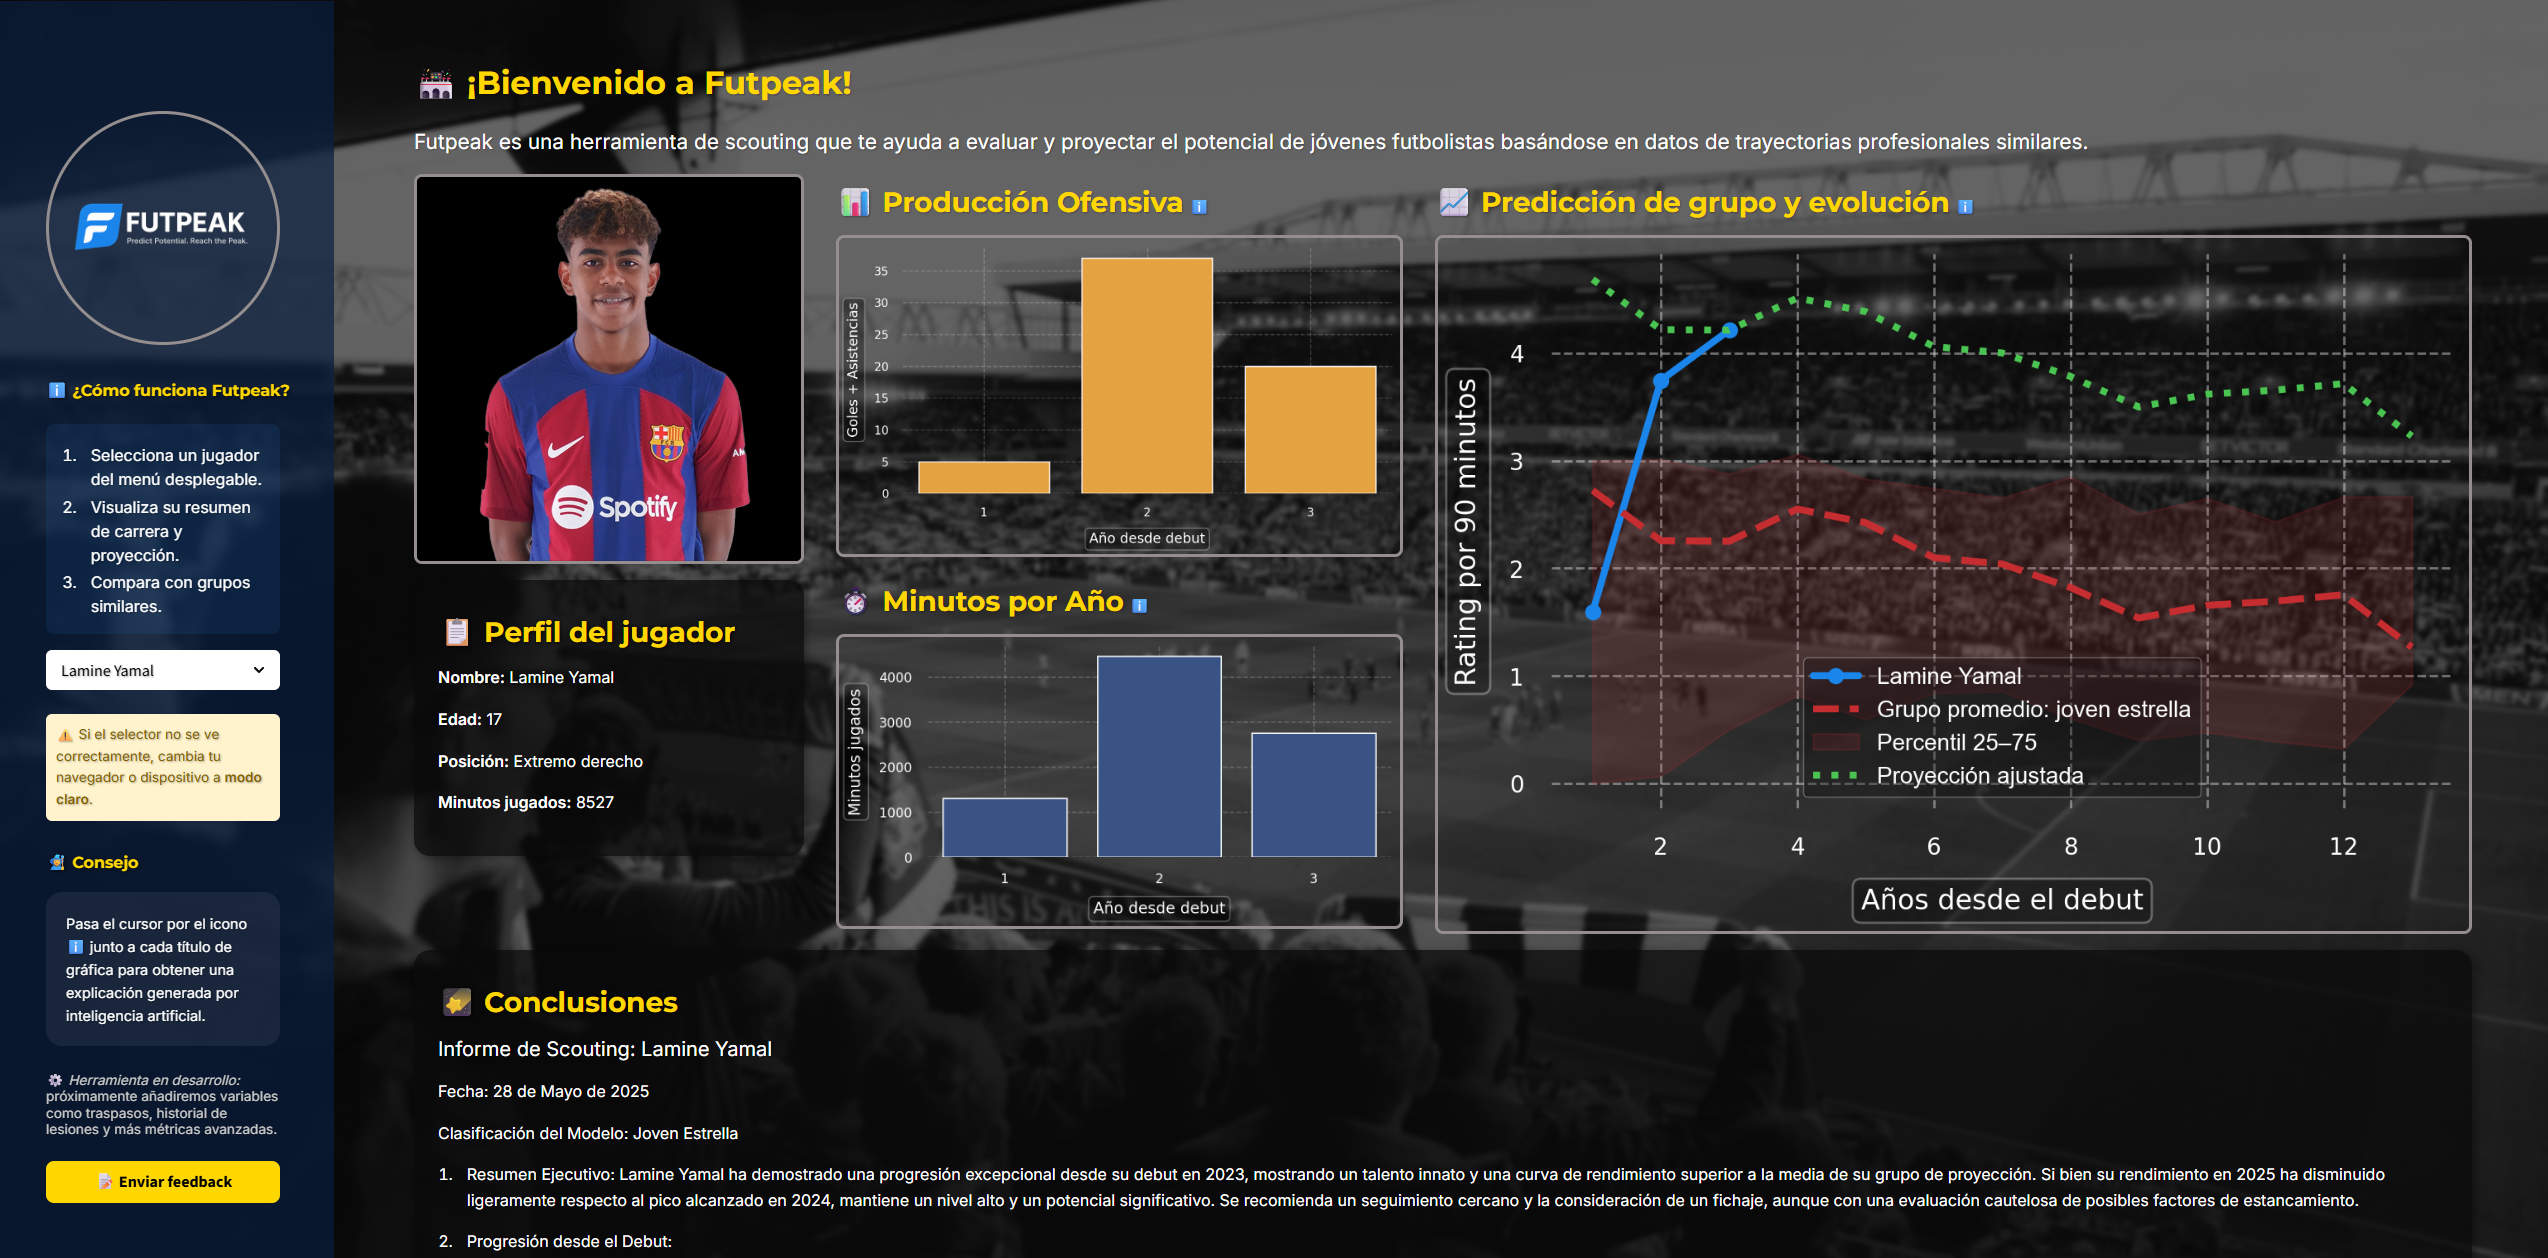 FUTPEAK
Predict Potential. Reach the Peak.
¿Cómo funciona Futpeak?
1. Selecciona un jugador
del menú desplegable.
2. Visualiza su resumen
de carrera y
proyección.
3. Compara con grupos
similares.
Lamine Yamal
Si el selector no se ve
correctamente, cambia tu
navegador o dispositivo a modo
claro.
Consejo
Pasa el cursor por el icono
i junto a cada título de
gráfica para obtener una
explicación generada por
inteligencia artificial.
Herramienta en desarrollo:
próximamente añadiremos variables
como traspasos, historial de
lesiones y más métricas avanzadas.
Enviar feedback
¡Bienvenido a Futpeak!
Futpeak es una herramienta de scouting que te ayuda a evaluar y proyectar el potencial de jóvenes futbolistas basándose en datos de trayectorias profesionales similares.
Spotify
Perfil del jugador
Nombre: Lamine Yamal
Edad: 17
Posición: Extremo derecho
Minutos jugados: 8527
Producción Ofensiva
Goles + Asistencias
35
30
25
20
15
10
5
0
1 2 3
Año desde debut
Minutos por Año
Minutos jugados
4000
3000
2000
1000
0
1 2 3
Año desde debut
THIS IS A
Predicción de grupo y evolución
Rating por 90 minutos
4
3
2
1
0
Lamine Yamal
Grupo promedio: joven estrella
Percentil 25–75
Proyección ajustada
2 4 6 8 10 12
Años desde el debut
Conclusiones
Informe de Scouting: Lamine Yamal
Fecha: 28 de Mayo de 2025
Clasificación del Modelo: Joven Estrella
1. Resumen Ejecutivo: Lamine Yamal ha demostrado una progresión excepcional desde su debut en 2023, mostrando un talento innato y una curva de rendimiento superior a la media de su grupo de proyección. Si bien su rendimiento en 2025 ha disminuido
ligeramente respecto al pico alcanzado en 2024, mantiene un nivel alto y un potencial significativo. Se recomienda un seguimiento cercano y la consideración de un fichaje, aunque con una evaluación cautelosa de posibles factores de estancamiento.
2. Progresión desde el Debut: